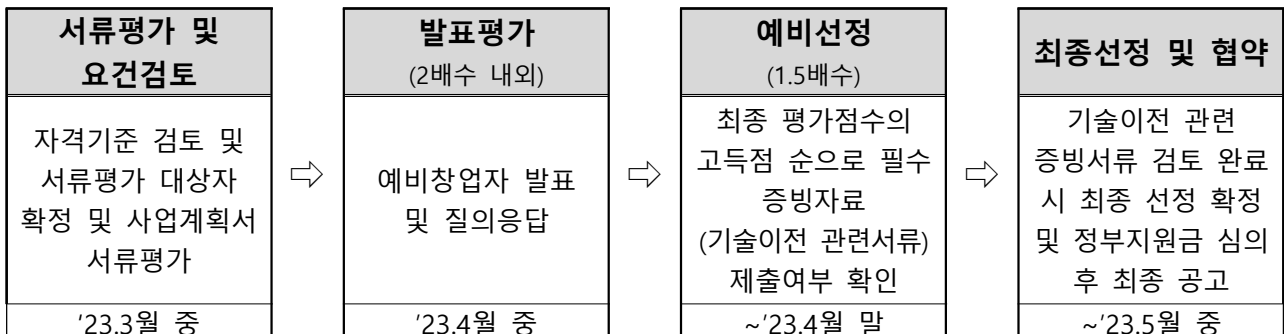 서류평가 및
요건검토
자격기준 검토 및
서류평가 대상자
확정 및 사업계획서
서류평가
'23.3월 중
⇨
발표평가
(2배수 내외)
예비창업자 발표
및 질의응답
'23.4월 중
⇨
예비선정
(1.5배수)
최종 평가점수의
고득점 순으로 필수
증빙자료
(기술이전 관련서류)
제출여부 확인
~'23.4월 말
⇨
최종선정 및 협약
기술이전 관련
증빙서류 검토 완료
시 최종 선정 확정
및 정부지원금 심의
후 최종 공고
~'23.5월 중